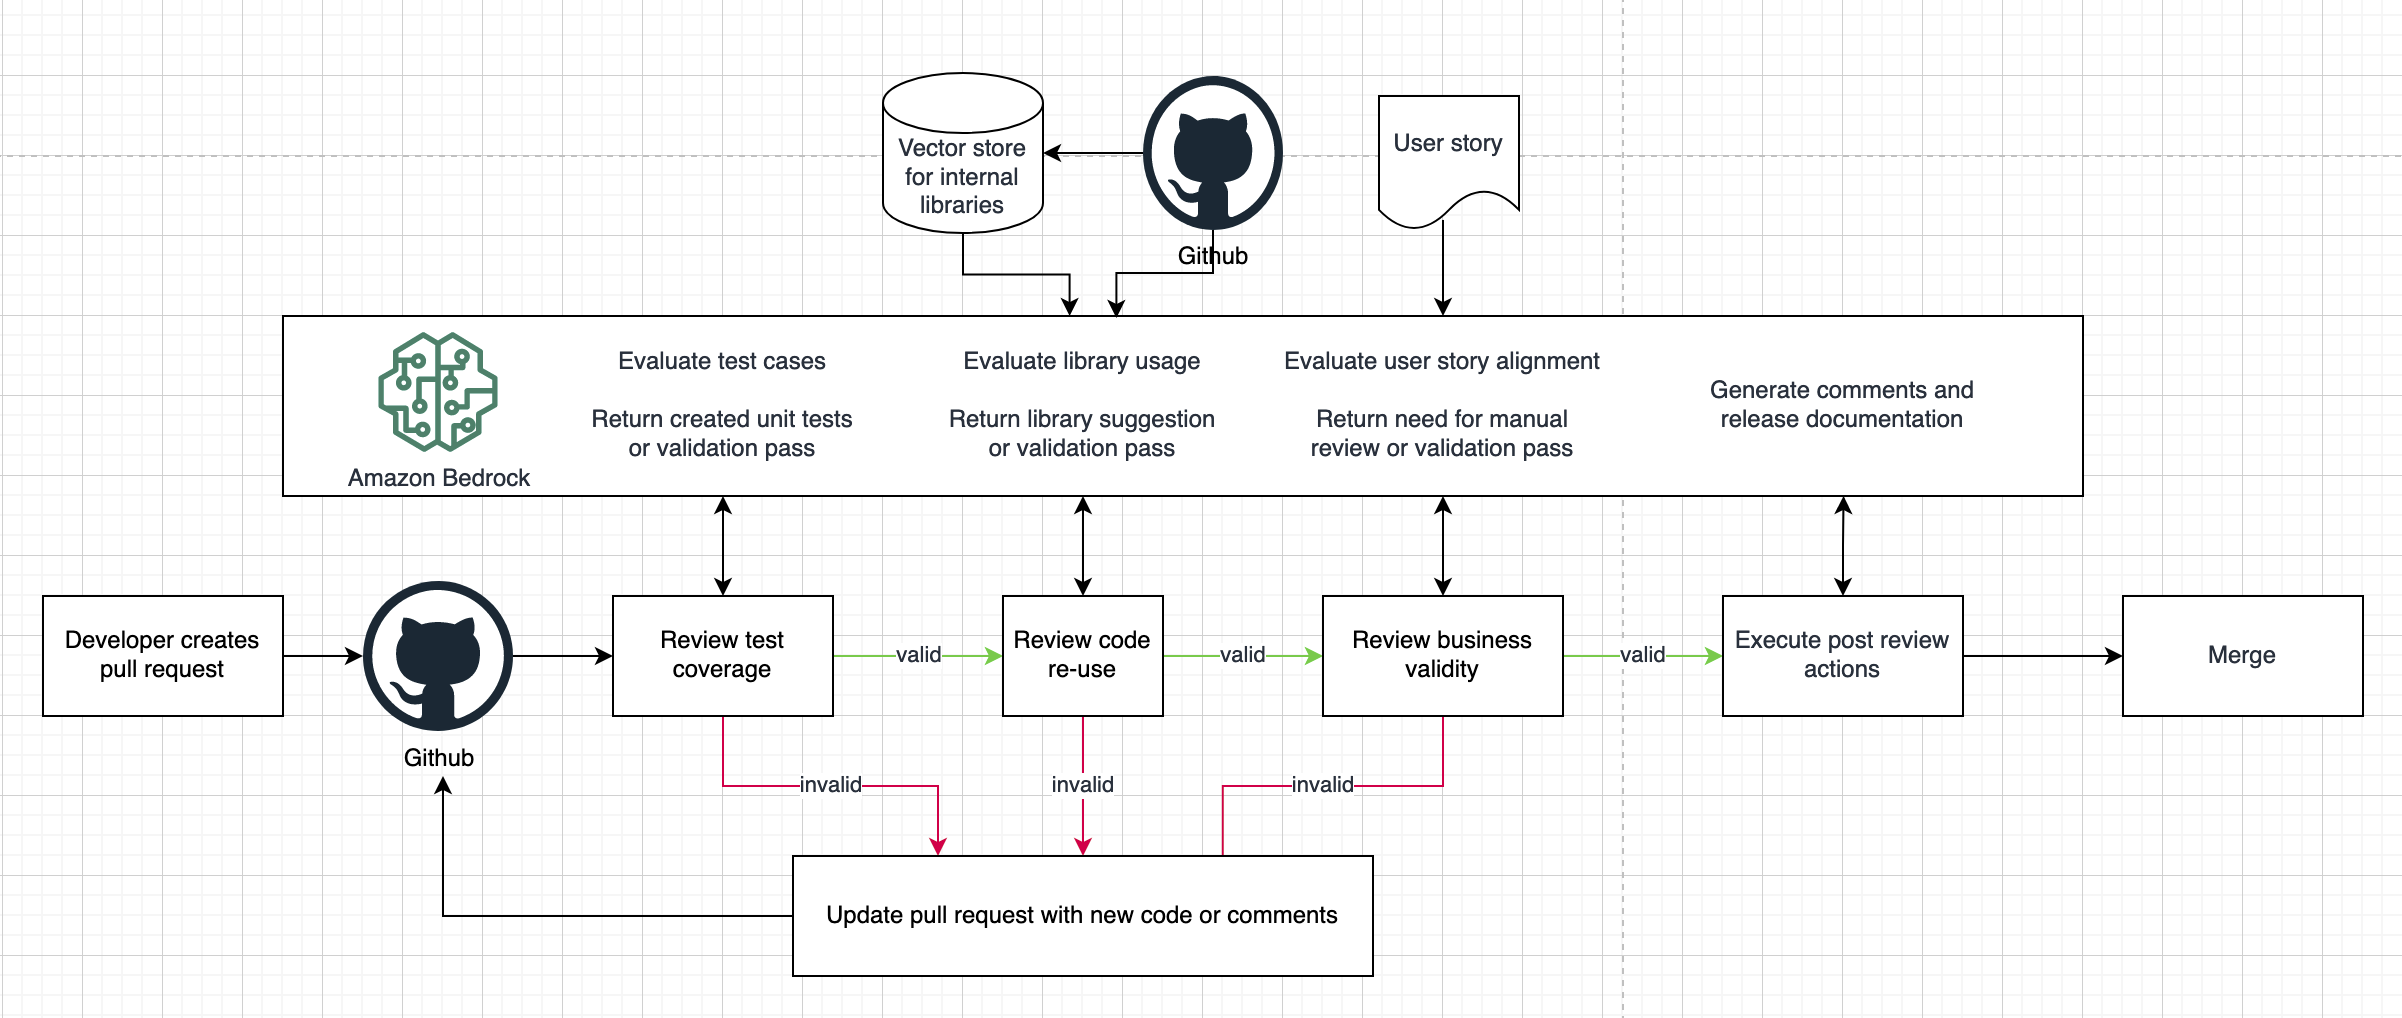 Vector store
for internal
libraries
Github
User story
Amazon Bedrock
Evaluate test cases
Return created unit tests
or validation pass
Evaluate library usage
Return library suggestion
or validation pass
Evaluate user story alignment
Return need for manual
review or validation pass
Generate comments and
release documentation
Developer creates
pull request
Github
Review test
coverage
valid
Review code
re-use
valid
Review business
validity
valid
Execute post review
actions
Merge
invalid
invalid
invalid
Update pull request with new code or comments